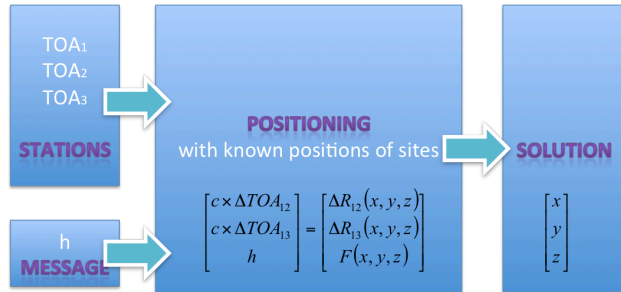 TOA₁
TOA₂
TOA₃
STATIONS
h
MESSAGE
POSITIONING
with known positions of sites
[c × ΔTOA₁₂] = [ΔR₁₂(x, y, z)]
[c × ΔTOA₁₃] = [ΔR₁₃(x, y, z)]
[h] = [F(x, y, z)]
SOLUTION
[x]
[y]
[z]